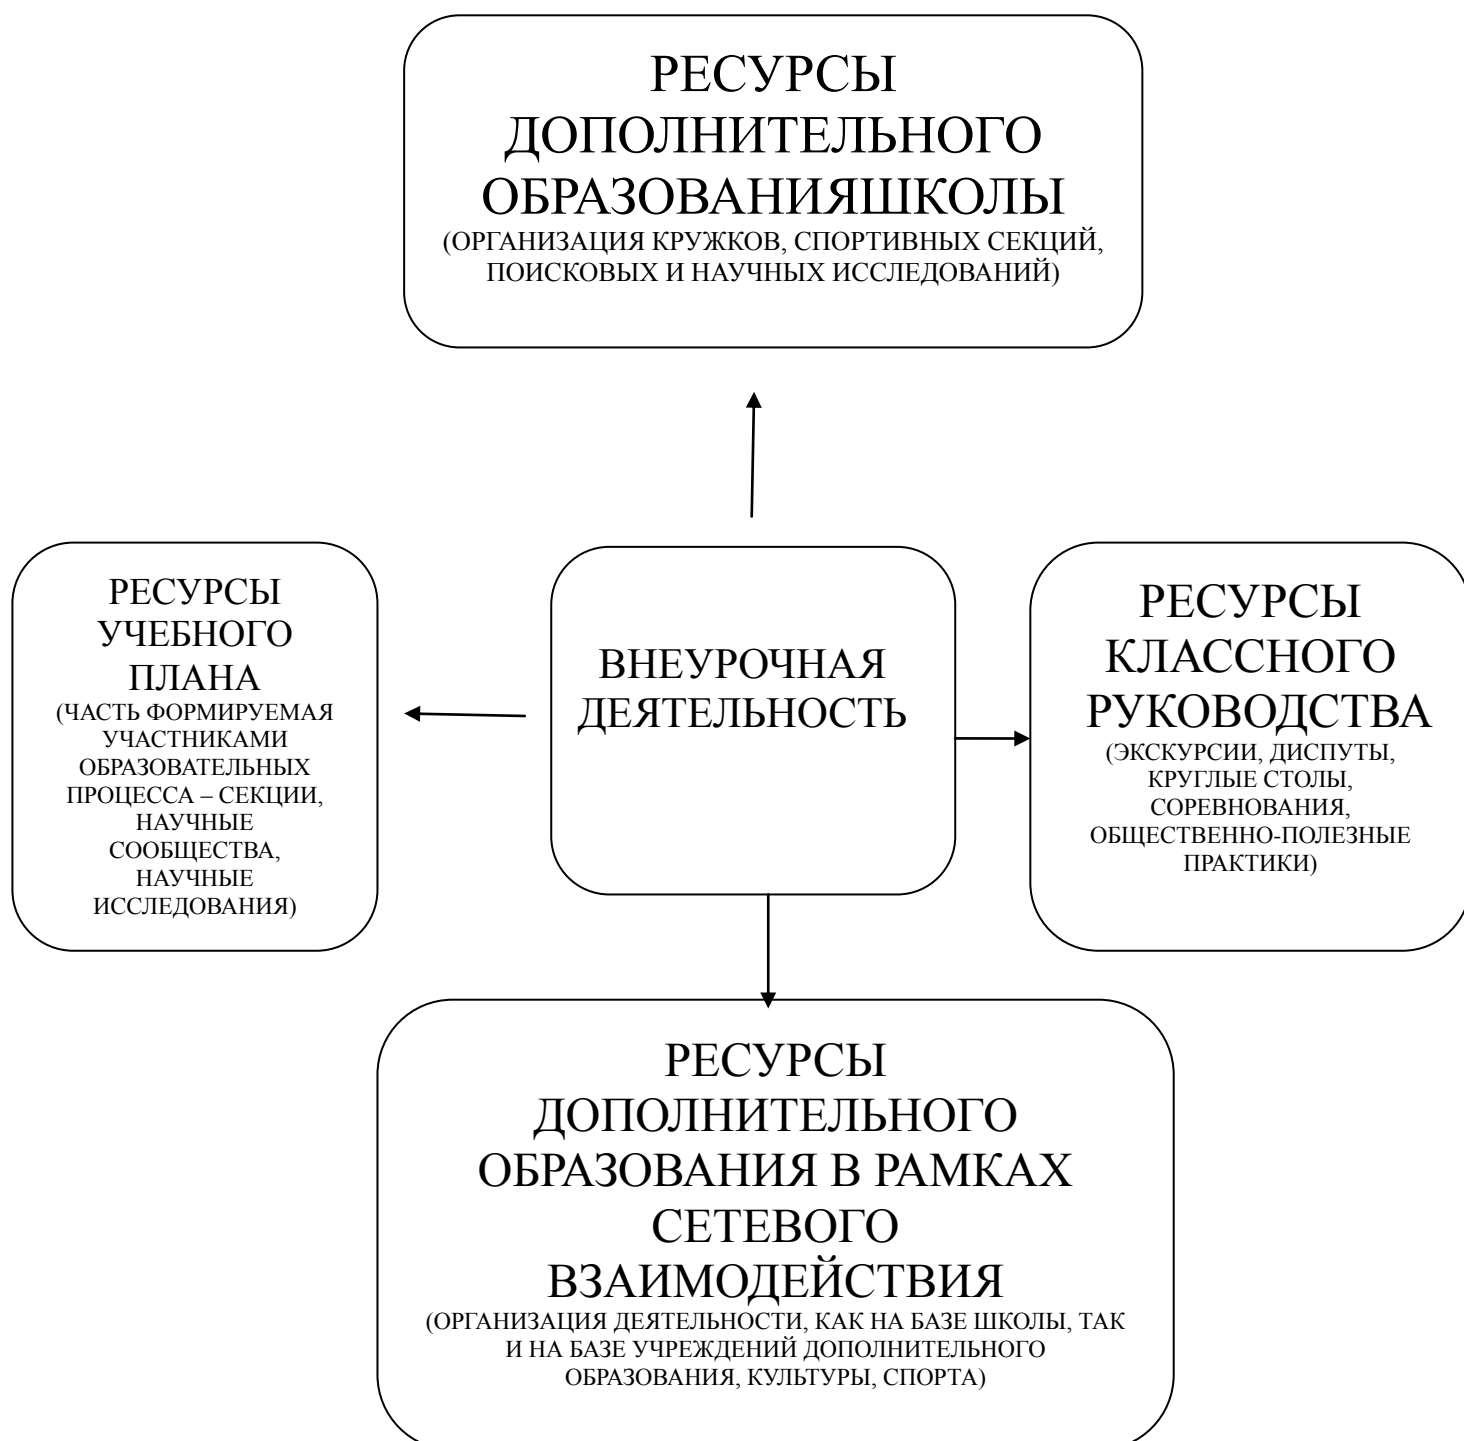 РЕСУРСЫ
ДОПОЛНИТЕЛЬНОГО
ОБРАЗОВАНИЯШКОЛЫ
(ОРГАНИЗАЦИЯ КРУЖКОВ, СПОРТИВНЫХ СЕКЦИЙ,
ПОИСКОВЫХ И НАУЧНЫХ ИССЛЕДОВАНИЙ)
РЕСУРСЫ
УЧЕБНОГО
ПЛАНА
(ЧАСТЬ ФОРМИРУЕМАЯ
УЧАСТНИКАМИ
ОБРАЗОВАТЕЛЬНЫХ
ПРОЦЕССА – СЕКЦИИ,
НАУЧНЫЕ
СООБЩЕСТВА,
НАУЧНЫЕ
ИССЛЕДОВАНИЯ)
ВНЕУРОЧНАЯ
ДЕЯТЕЛЬНОСТЬ
РЕСУРСЫ
КЛАССНОГО
РУКОВОДСТВА
(ЭКСКУРСИИ, ДИСПУТЫ,
КРУГЛЫЕ СТОЛЫ,
СОРЕВНОВАНИЯ,
ОБЩЕСТВЕННО-ПОЛЕЗНЫЕ
ПРАКТИКИ)
РЕСУРСЫ
ДОПОЛНИТЕЛЬНОГО
ОБРАЗОВАНИЯ В РАМКАХ
СЕТЕВОГО
ВЗАИМОДЕЙСТВИЯ
(ОРГАНИЗАЦИЯ ДЕЯТЕЛЬНОСТИ, КАК НА БАЗЕ ШКОЛЫ, ТАК
И НА БАЗЕ УЧРЕЖДЕНИЙ ДОПОЛНИТЕЛЬНОГО
ОБРАЗОВАНИЯ, КУЛЬТУРЫ, СПОРТА)